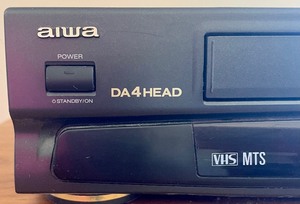 aiwa
POWER
⏻ STANDBY/ON
DA4HEAD
VHS MTS